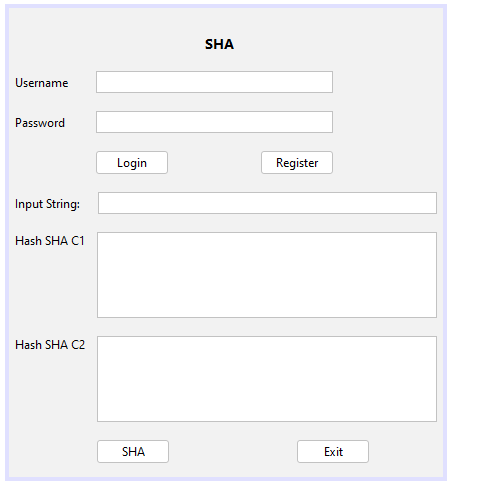 SHA
Username
Password
Login Register
Input String:
Hash SHA C1
Hash SHA C2
SHA Exit